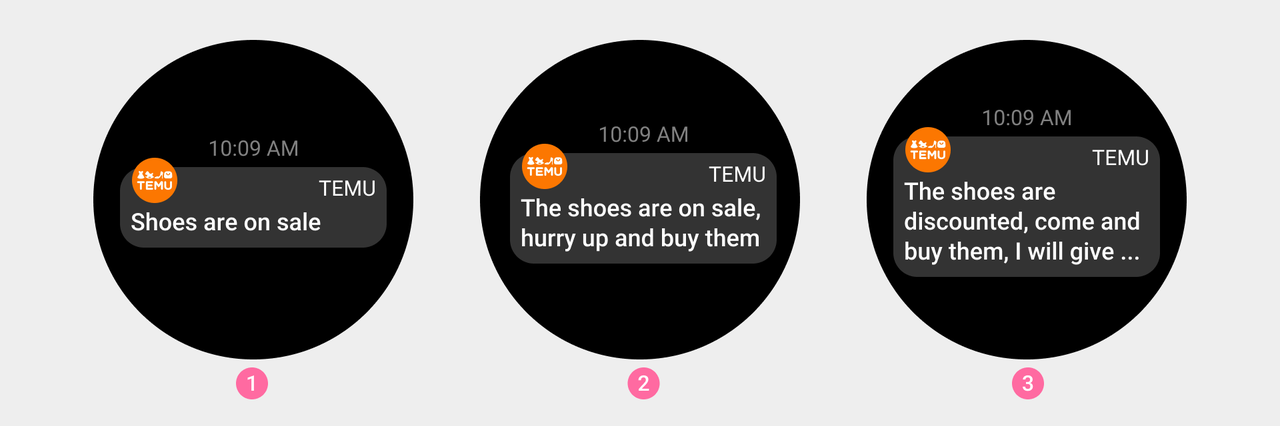 10:09 AM
TEMU
TEMU
Shoes are on sale
1
10:09 AM
TEMU
TEMU
The shoes are on sale,
hurry up and buy them
2
10:09 AM
TEMU
TEMU
The shoes are
discounted, come and
buy them, I will give ...
3